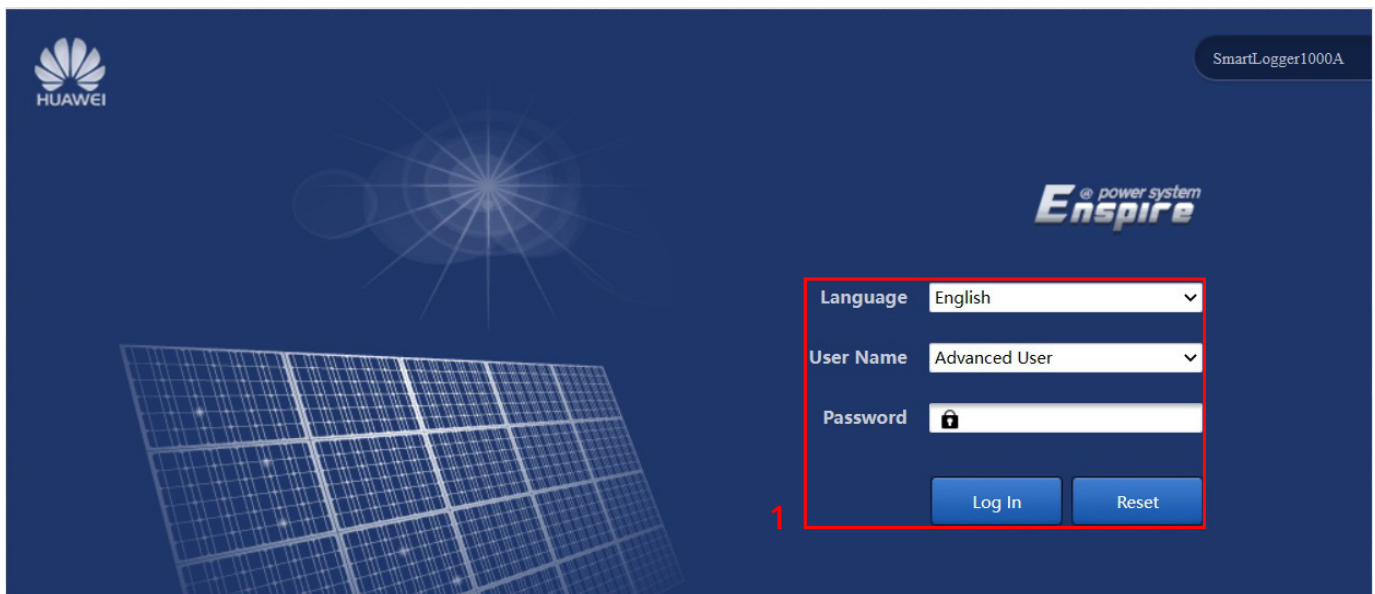 HUAWEI
SmartLogger1000A
Enspire @ power system
Language English
User Name Advanced User
Password
1
Log In Reset